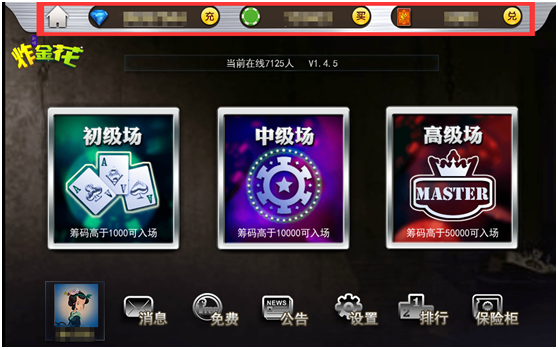 充 买 兑
炸金花
当前在线7125人 V1.4.5
初级场 中级场 高级场
A A A MASTER
筹码高于1000可入场 筹码高于10000可入场 筹码高于50000可入场
NEWS 1 2
消息 免费 公告 设置 排行 保险柜